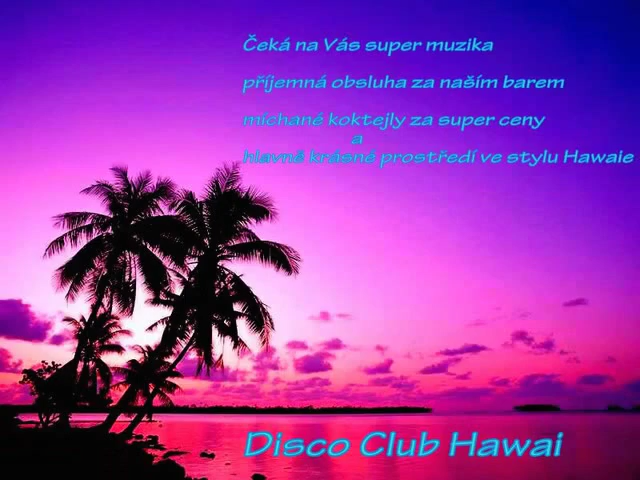 Čeká na Vás super muzika
příjemná obsluha za naším barem
míchané koktejly za super ceny
a
hlavně krásné prostředí ve stylu Hawaie
Disco Club Hawai